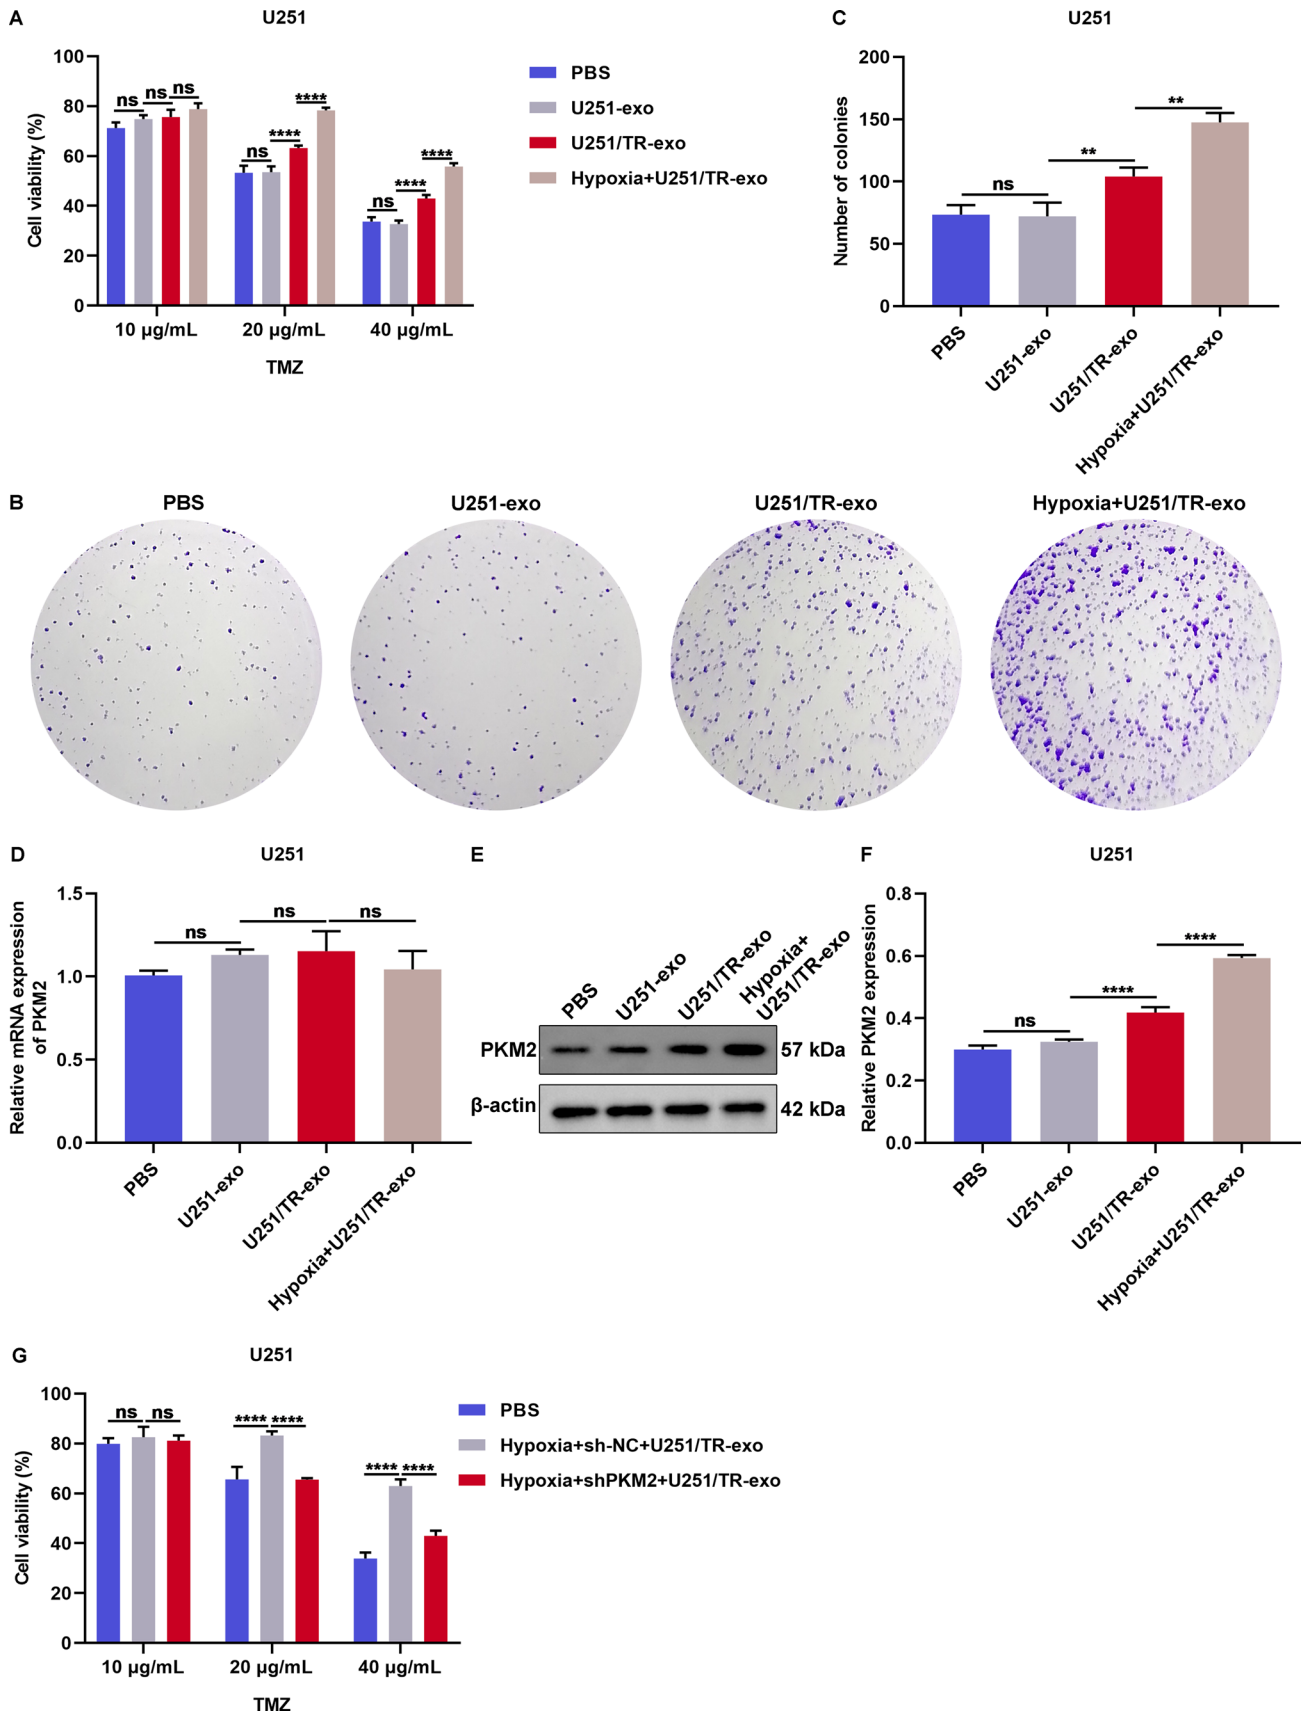 A
U251
Cell viability (%)
100
80
60
40
20
0
ns ns ns
ns **** ****
ns **** ****
10 µg/mL 20 µg/mL 40 µg/mL
TMZ
PBS
U251-exo
U251/TR-exo
Hypoxia+U251/TR-exo
C
U251
Number of colonies
200
150
100
50
0
ns
**
**
PBS
U251-exo
U251/TR-exo
Hypoxia+U251/TR-exo
B
PBS
U251-exo
U251/TR-exo
Hypoxia+U251/TR-exo
D
U251
Relative mRNA expression
of PKM2
1.5
1.0
0.5
0.0
ns
ns
ns
PBS
U251-exo
U251/TR-exo
Hypoxia+U251/TR-exo
E
PBS
U251-exo
U251/TR-exo
Hypoxia+
U251/TR-exo
PKM2
57 kDa
β-actin
42 kDa
F
U251
Relative PKM2 expression
0.8
0.6
0.4
0.2
0.0
ns
****
****
PBS
U251-exo
U251/TR-exo
Hypoxia+U251/TR-exo
G
U251
Cell viability (%)
100
80
60
40
20
0
ns ns
**** ****
**** ****
10 µg/mL 20 µg/mL 40 µg/mL
TMZ
PBS
Hypoxia+sh-NC+U251/TR-exo
Hypoxia+shPKM2+U251/TR-exo